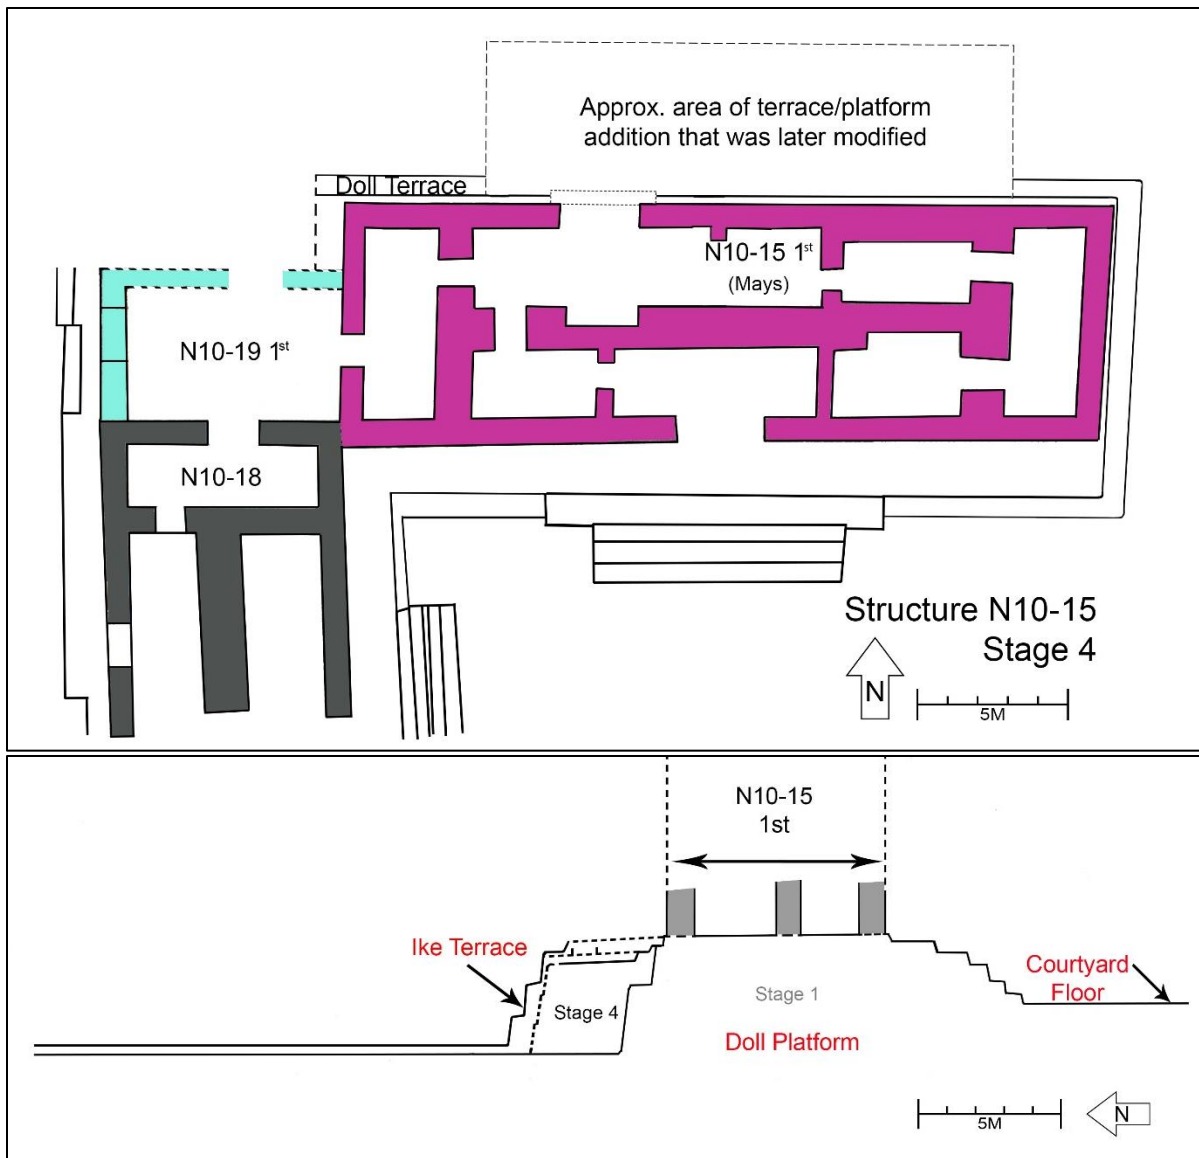 Approx. area of terrace/platform
addition that was later modified
Doll Terrace
N10-15 1st
(Mays)
N10-19 1st
N10-18
Structure N10-15
Stage 4
N
5M
N10-15
1st
Ike Terrace
Courtyard
Floor
Stage 1
Stage 4
Doll Platform
5M
N